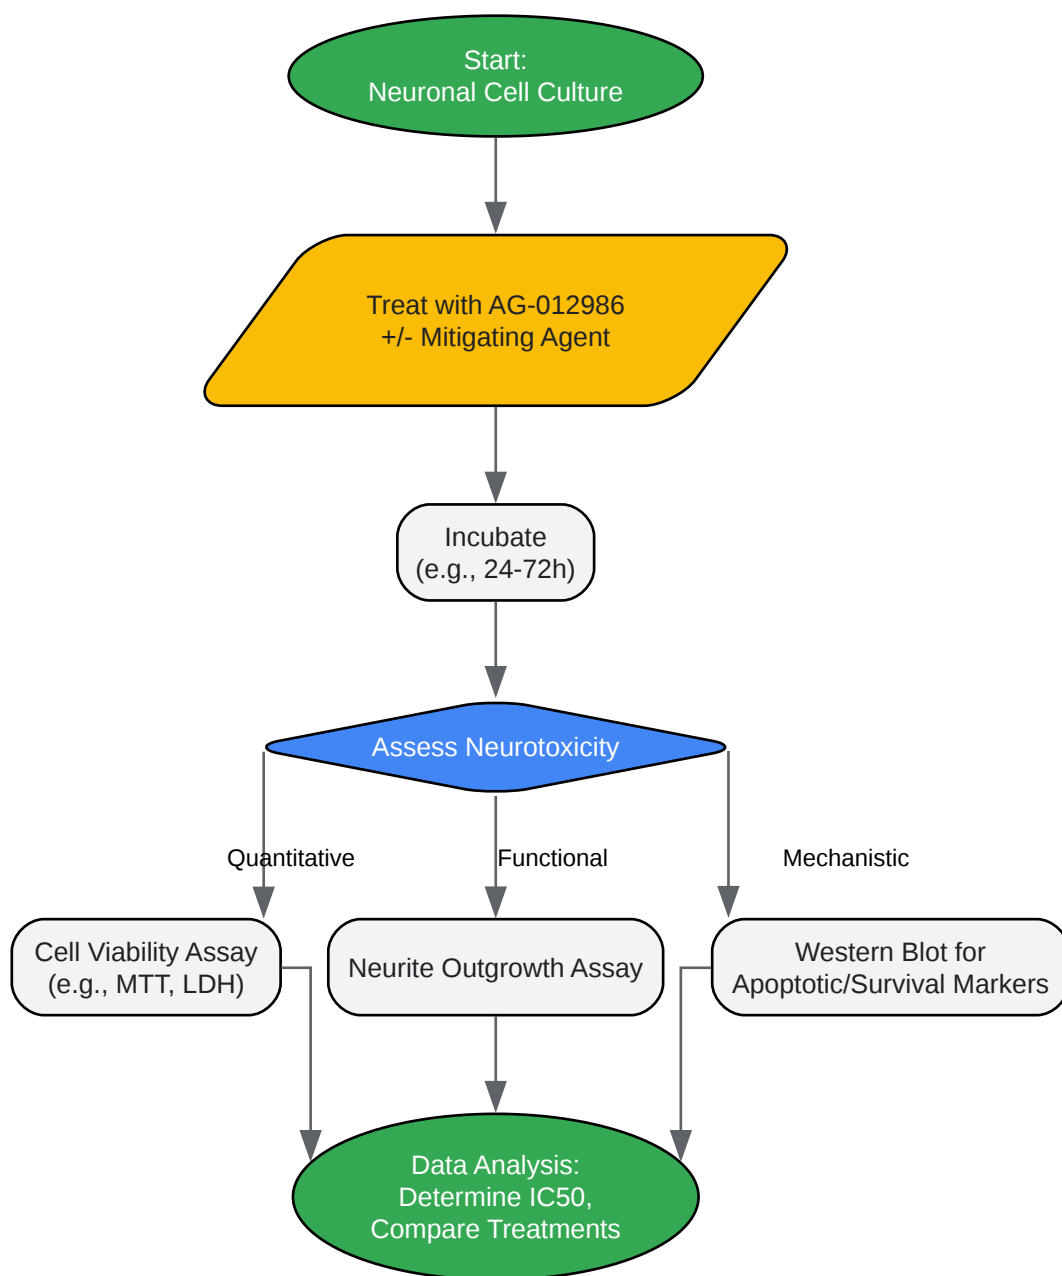 Start:
Neuronal Cell Culture
Treat with AG-012986
+/- Mitigating Agent
Incubate
(e.g., 24-72h)
Assess Neurotoxicity
Quantitative
Functional
Mechanistic
Cell Viability Assay
(e.g., MTT, LDH)
Neurite Outgrowth Assay
Western Blot for
Apoptotic/Survival Markers
Data Analysis:
Determine IC50,
Compare Treatments